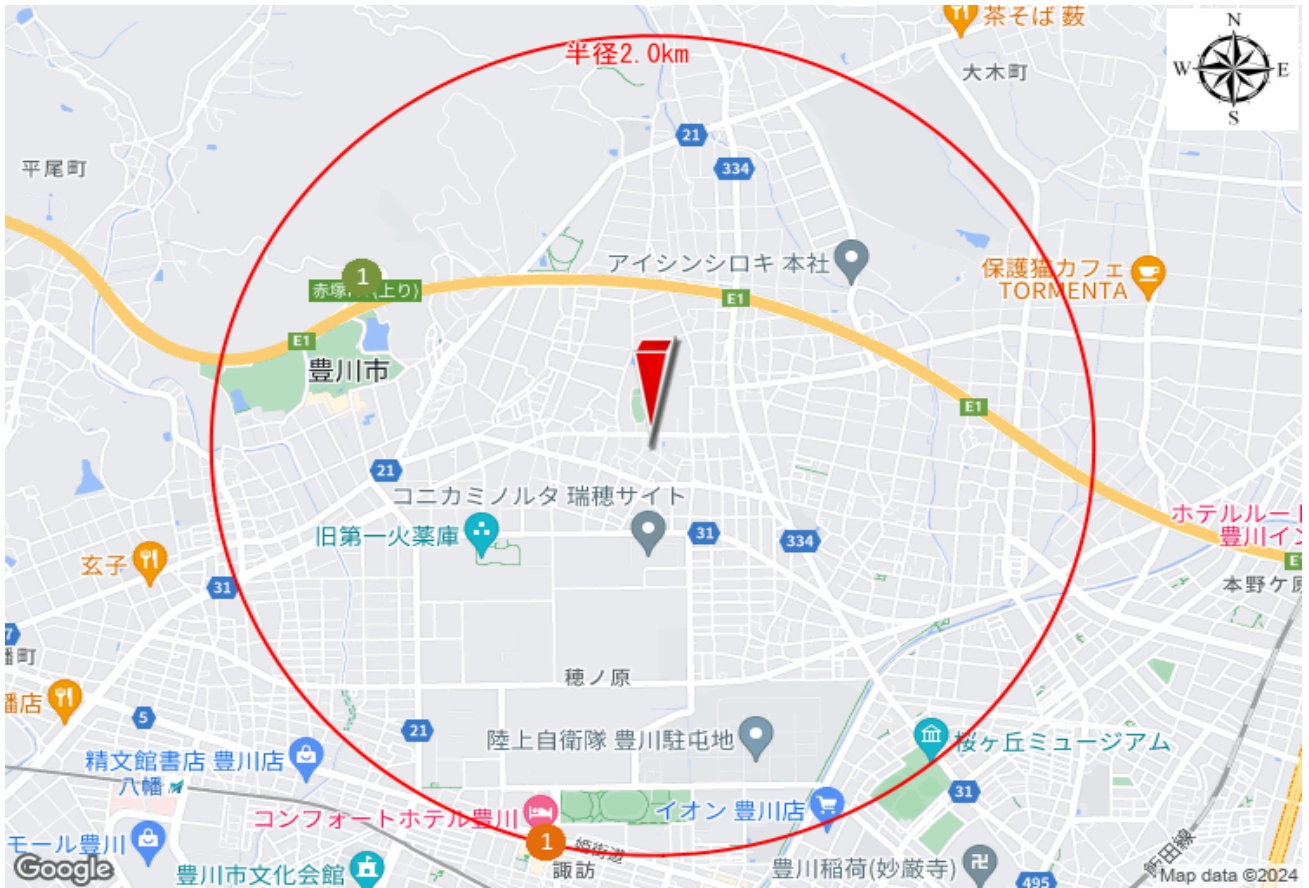 茶そば 藪
N
W
E
S
半径2.0km
大木町
21
334
平尾町
アイシンシロキ 本社
保護猫カフェ
TORMENTA
1
(上り)
E1
E1
豊川市
E1
21
コニカミノルタ 瑞穂サイト
ホテルルート
豊川イン
旧第一火薬庫
31
334
玄子
31
本野ケ原
穂ノ原
5
21
陸上自衛隊 豊川駐屯地
桜ヶ丘ミュージアム
精文館書店 豊川店
八幡
31
コンフォートホテル豊川
イオン 豊川店
モール豊川
1
姫街道
諏訪
豊川市文化会館
豊川稲荷(妙厳寺)
495
飯田線
Google
Map data ©2024